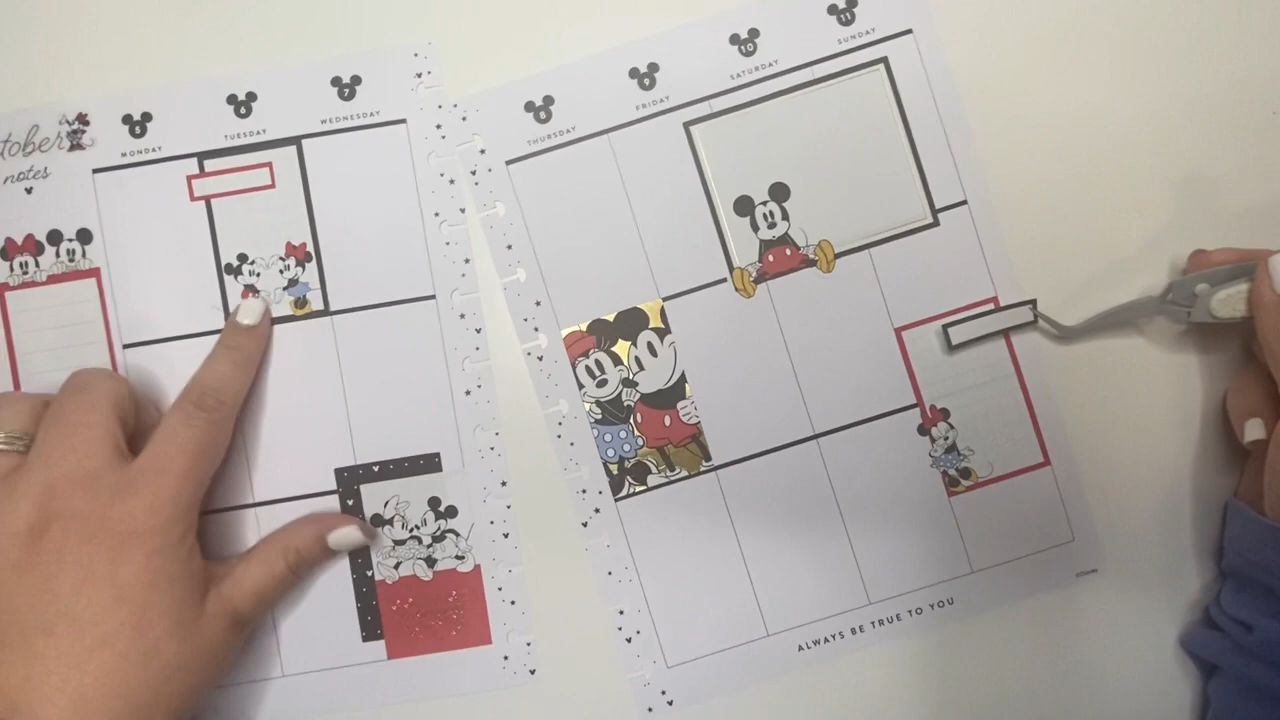 tober
notes
5
MONDAY
6
TUESDAY
7
WEDNESDAY
8
THURSDAY
9
FRIDAY
10
SATURDAY
11
SUNDAY
ALWAYS BE TRUE TO YOU
©Disney